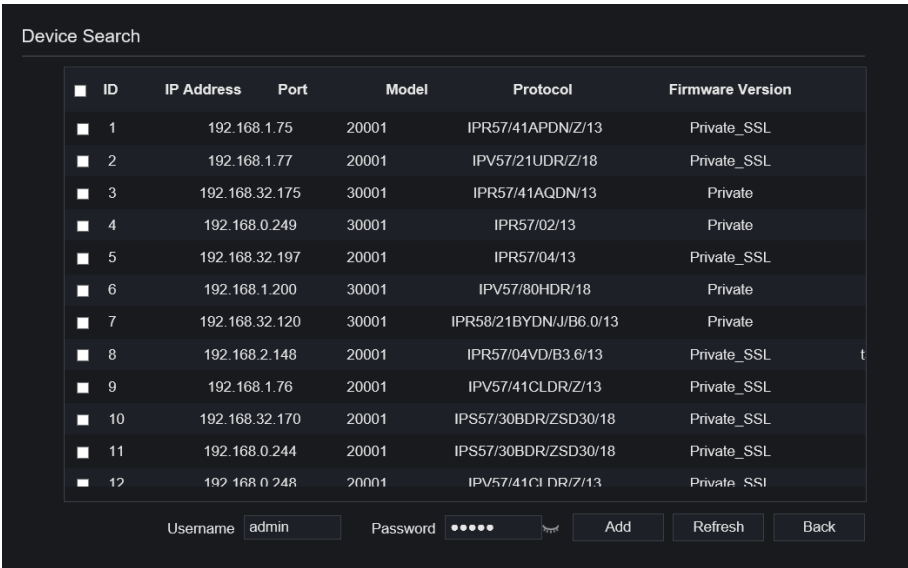 Device Search
ID IP Address Port Model Protocol Firmware Version
1 192.168.1.75 20001 IPR57/41APDN/Z/13 Private_SSL
2 192.168.1.77 20001 IPV57/21UDR/Z/18 Private_SSL
3 192.168.32.175 30001 IPR57/41AQDN/13 Private
4 192.168.0.249 30001 IPR57/02/13 Private
5 192.168.32.197 20001 IPR57/04/13 Private_SSL
6 192.168.1.200 30001 IPV57/80HDR/18 Private
7 192.168.32.120 30001 IPR58/21BYDN/J/B6.0/13 Private
8 192.168.2.148 20001 IPR57/04VD/B3.6/13 Private_SSL t
9 192.168.1.76 20001 IPV57/41CLDR/Z/13 Private_SSL
10 192.168.32.170 20001 IPS57/30BDR/ZSD30/18 Private_SSL
11 192.168.0.244 20001 IPS57/30BDR/ZSD30/18 Private_SSL
12 192.168.0.248 20001 IPV57/41CLDR/Z/13 Private_SSL
Username admin Password ●●●●● Add Refresh Back